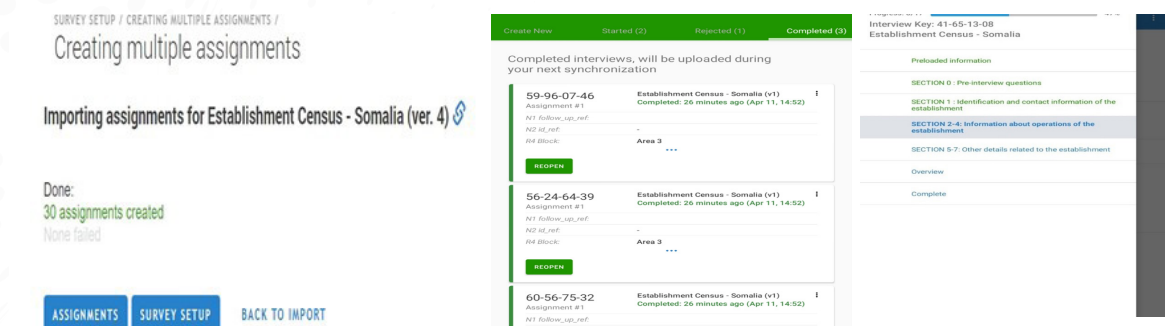 SURVEY SETUP / CREATING MULTIPLE ASSIGNMENTS /
Creating multiple assignments
Importing assignments for Establishment Census - Somalia (ver. 4)
Done:
30 assignments created
None failed
ASSIGNMENTS SURVEY SETUP BACK TO IMPORT
Create New Started (2) Rejected (1) Completed (3)
Completed interviews, will be uploaded during
your next synchronization
59-96-07-46 Establishment Census - Somalia (v1)
Assignment #1 Completed: 26 minutes ago (Apr 11, 14:52)
N1 follow_up_ref:
N2 id_ref: -
R4 Block: Area 3
...
REOPEN
56-24-64-39 Establishment Census - Somalia (v1)
Assignment #1 Completed: 26 minutes ago (Apr 11, 14:52)
N1 follow_up_ref:
N2 id_ref: -
R4 Block: Area 3
...
REOPEN
60-56-75-32 Establishment Census - Somalia (v1)
Assignment #1 Completed: 26 minutes ago (Apr 11, 14:52)
N1 follow_up_ref:
Interview Key: 41-65-13-08
Establishment Census - Somalia
Preloaded information
SECTION 0 : Pre-interview questions
SECTION 1 : Identification and contact information of the
establishment
SECTION 2-4: Information about operations of the
establishment
SECTION 5-7: Other details related to the establishment
Overview
Complete